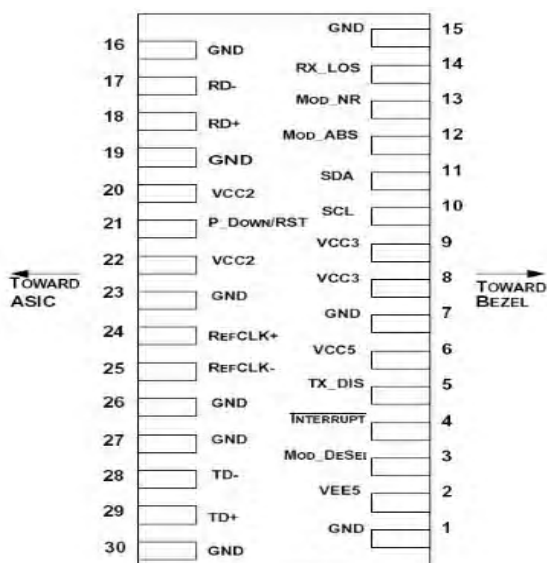 16 GND
17 RD-
18 RD+
19 GND
20 VCC2
21 P_DOWN/RST
22 VCC2
23 GND
24 REFCLK+
25 REFCLK-
26 GND
27 GND
28 TD-
29 TD+
30 GND
TOWARD
ASIC
GND 15
RX_LOS 14
MOD_NR 13
MOD_ABS 12
SDA 11
SCL 10
VCC3 9
VCC3 8
GND 7
VCC5 6
TX_DIS 5
INTERRUPT 4
MOD_DESEL 3
VEE5 2
GND 1
TOWARD
BEZEL